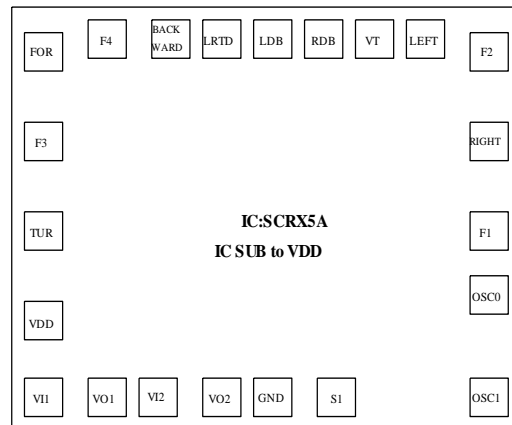 FOR
F4
BACK
WARD
LRTD
LDB
RDB
VT
LEFT
F2
F3
RIGHT
IC:SCRX5A
IC SUB to VDD
TUR
F1
OSC0
VDD
VI1
VO1
VI2
VO2
GND
S1
OSC1